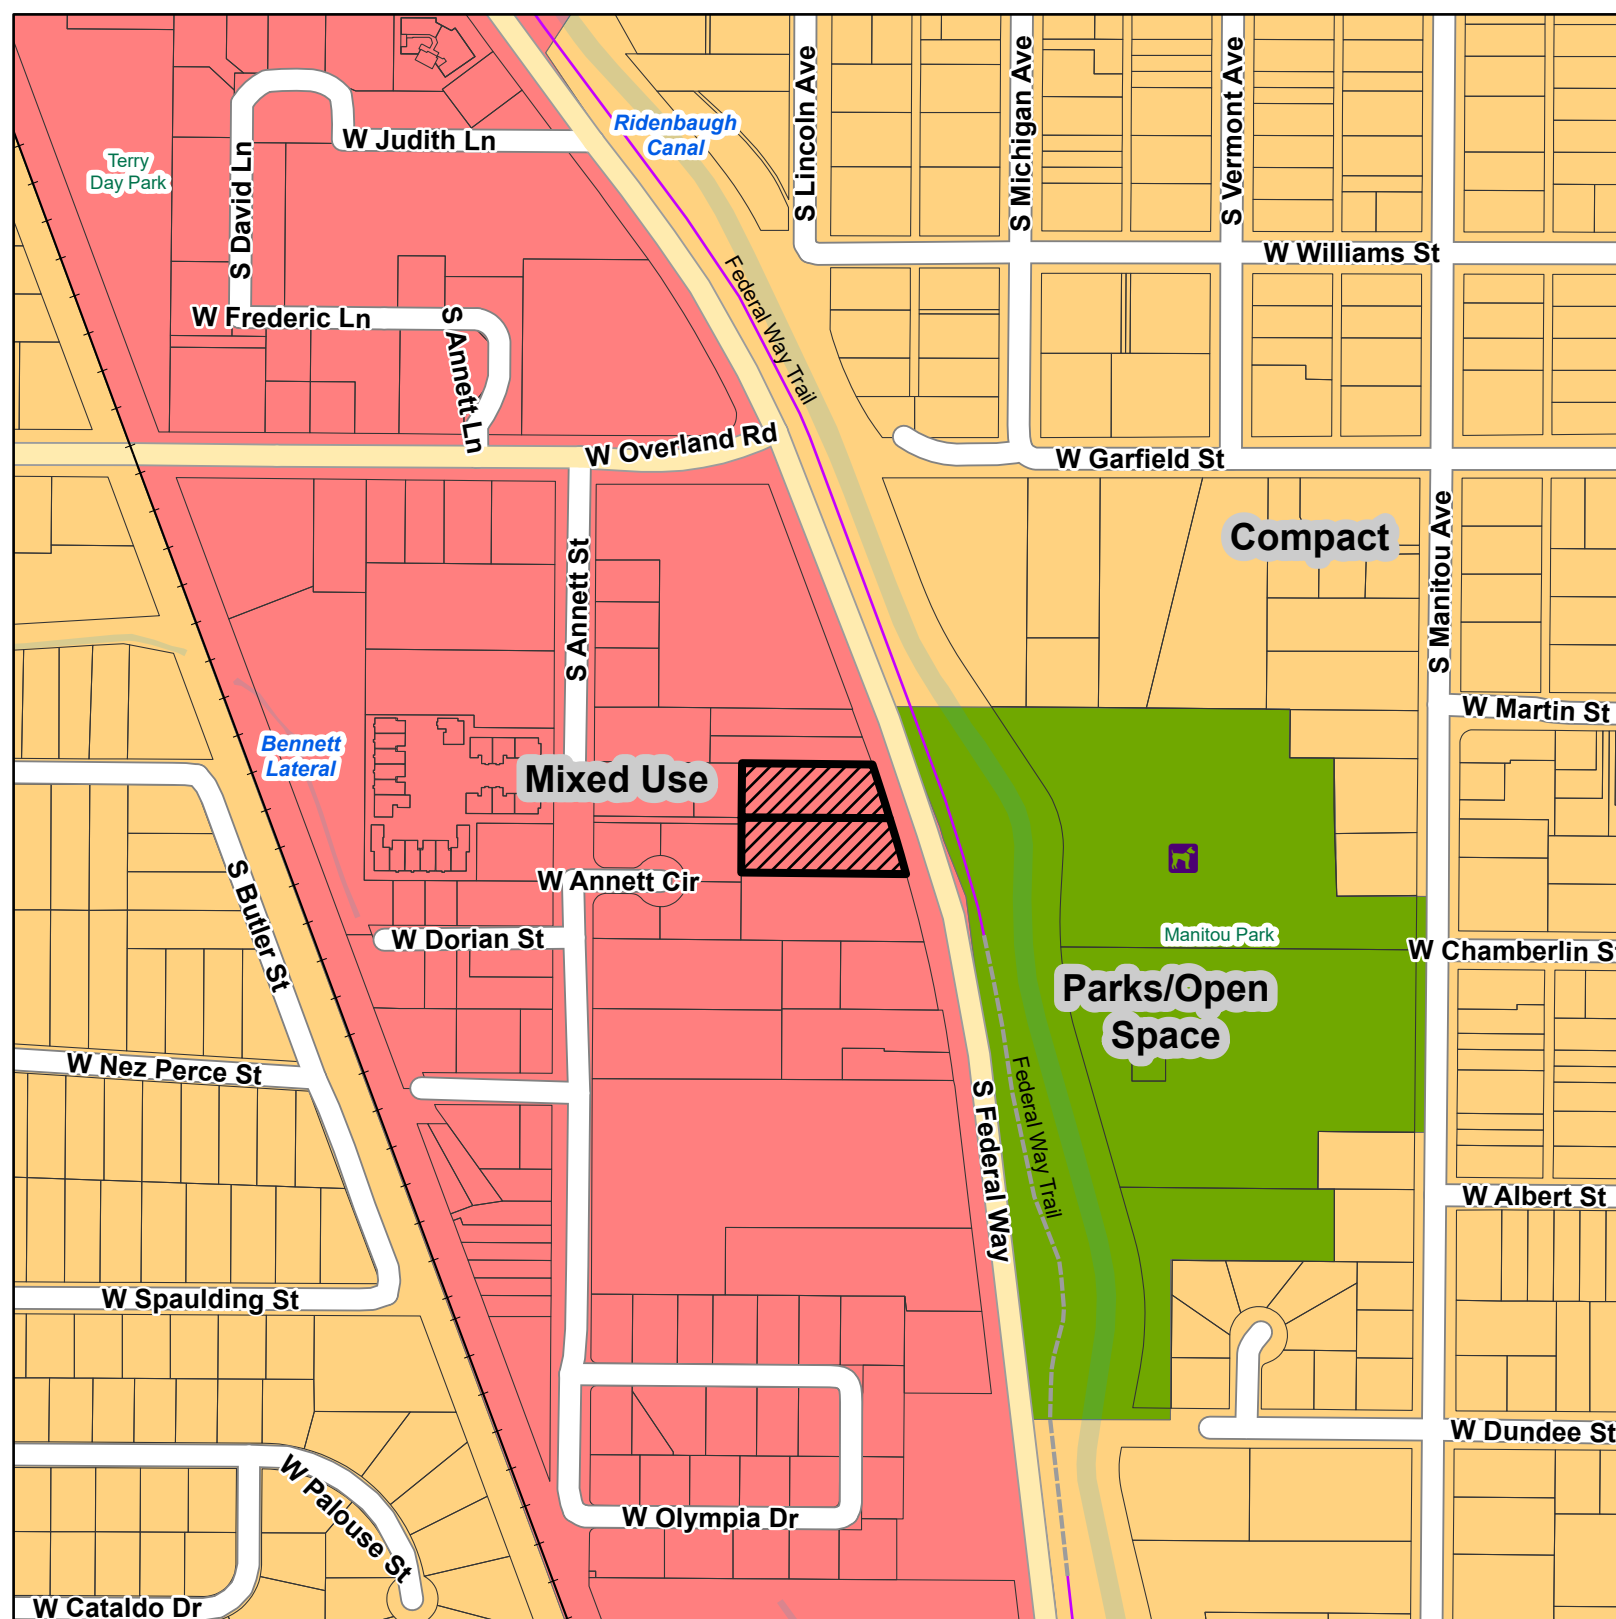 W Judith Ln
Ridenbaugh
Canal
S Lincoln Ave
S Michigan Ave
S Vermont Ave
Terry
Day Park
S David Ln
W Williams St
W Frederic Ln
S Annett Ln
Federal Way Trail
W Overland Rd
W Garfield St
Compact
S Manitou Ave
S Annett St
W Martin St
Bennett
Lateral
Mixed Use
W Annett Cir
S Butler St
W Dorian St
Manitou Park
W Chamberlin St
Parks/Open
Space
W Nez Perce St
S Federal Way
Federal Way Trail
W Albert St
W Spaulding St
W Dundee St
W Palouse St
W Olympia Dr
W Cataldo Dr